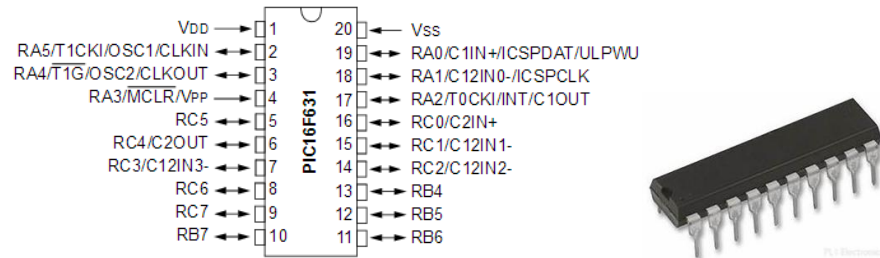 VDD 1 20 VSS
RA5/T1CKI/OSC1/CLKIN 2 19 RA0/C1IN+/ICSPDAT/ULPWU
RA4/T1G/OSC2/CLKOUT 3 18 RA1/C12IN0-/ICSPCLK
RA3/MCLR/VPP 4 17 RA2/T0CKI/INT/C1OUT
RC5 5 16 RC0/C2IN+
RC4/C2OUT 6 15 RC1/C12IN1-
RC3/C12IN3- 7 14 RC2/C12IN2-
RC6 8 13 RB4
RC7 9 12 RB5
RB7 10 11 RB6
PIC16F631